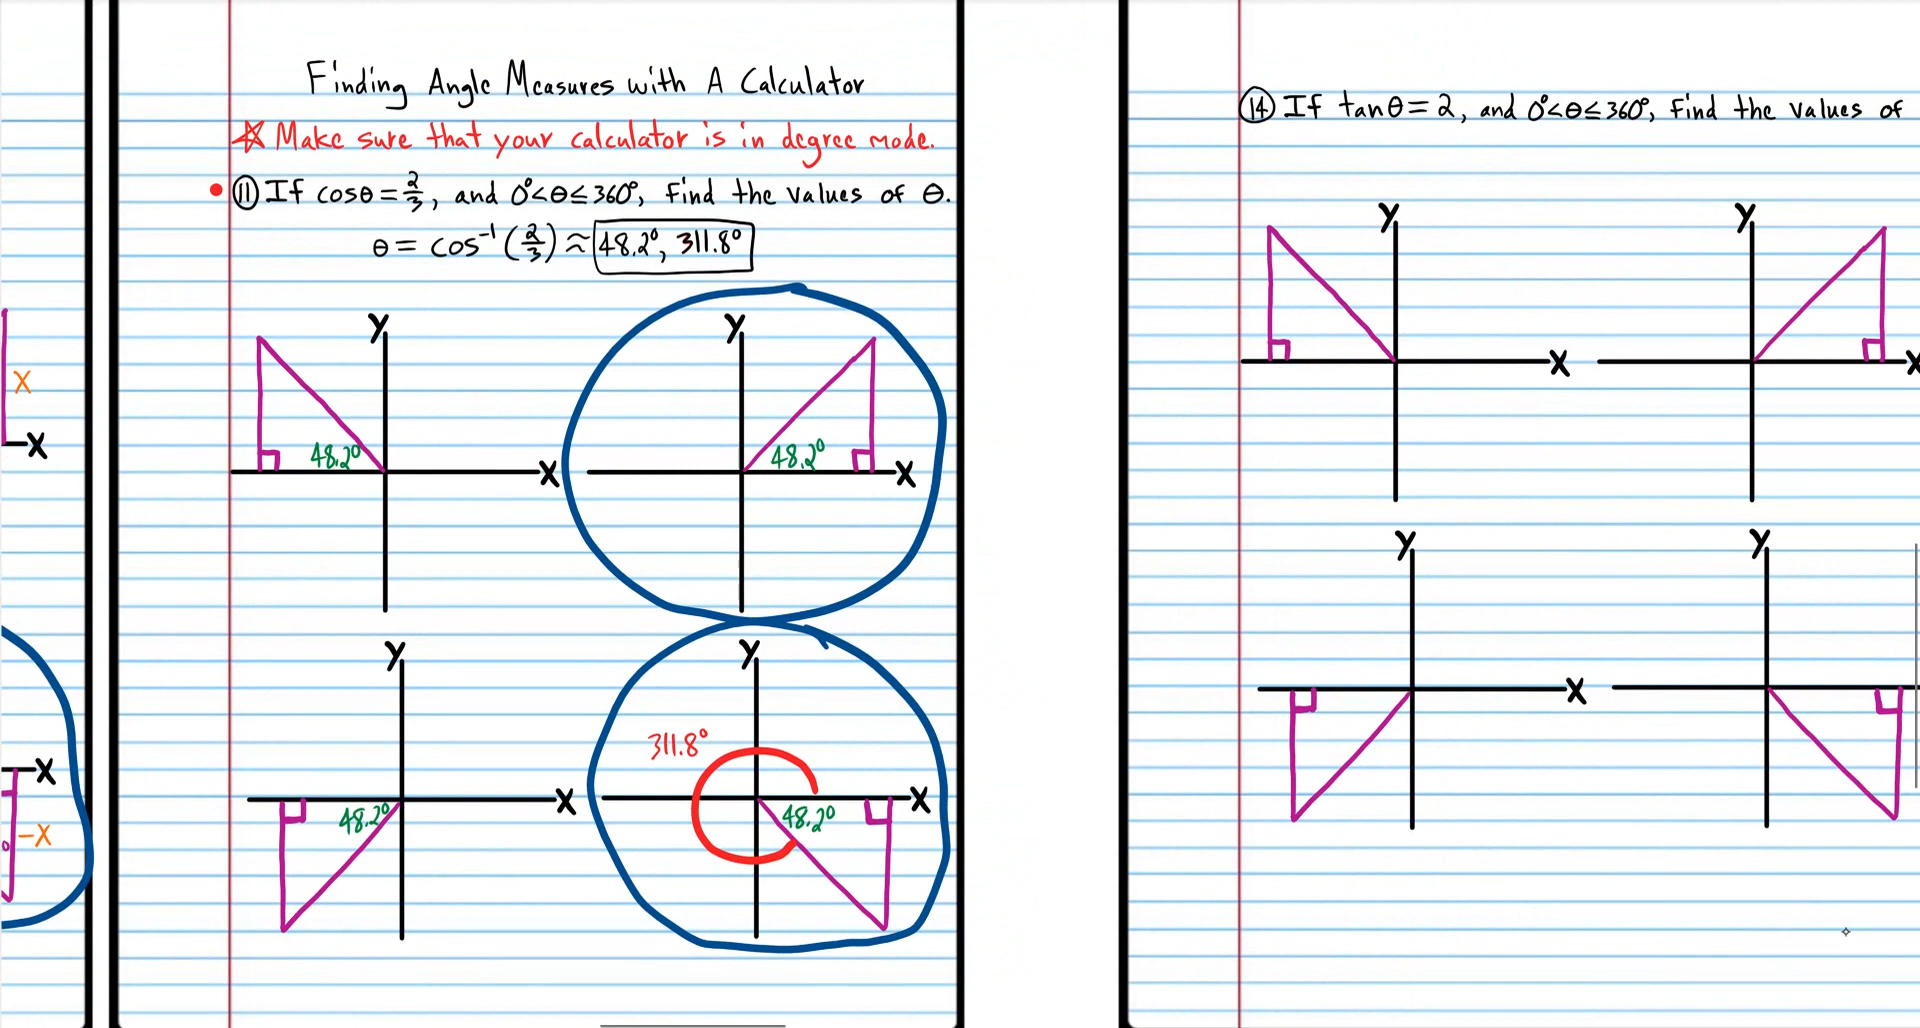 Finding Angle Measures with A Calculator
☆ Make sure that your calculator is in degree mode.
• ⑪ If cosθ = 2/3, and 0°<θ≤360°, find the values of θ.
θ = cos⁻¹(2/3) ≈ 48.2°, 311.8°
y
48.2°
x
y
48.2°
x
y
48.2°
x
y
311.8°
48.2°
x
x
x
x
-x
⑭ If tanθ = 2, and 0°<θ≤360°, find the values of
y
x
y
x
y
x
y